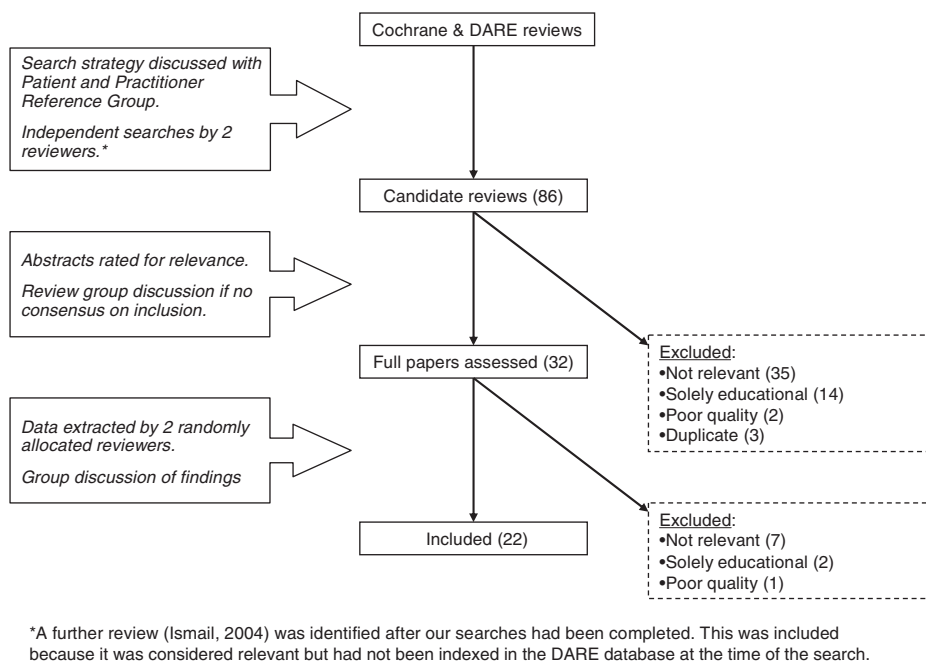 Cochrane & DARE reviews
Search strategy discussed with
Patient and Practitioner
Reference Group.
Independent searches by 2
reviewers.*
Candidate reviews (86)
Abstracts rated for relevance.
Review group discussion if no
consensus on inclusion.
Full papers assessed (32)
Excluded:
•Not relevant (35)
•Solely educational (14)
•Poor quality (2)
•Duplicate (3)
Data extracted by 2 randomly
allocated reviewers.
Group discussion of findings
Included (22)
Excluded:
•Not relevant (7)
•Solely educational (2)
•Poor quality (1)
*A further review (Ismail, 2004) was identified after our searches had been completed. This was included
because it was considered relevant but had not been indexed in the DARE database at the time of the search.